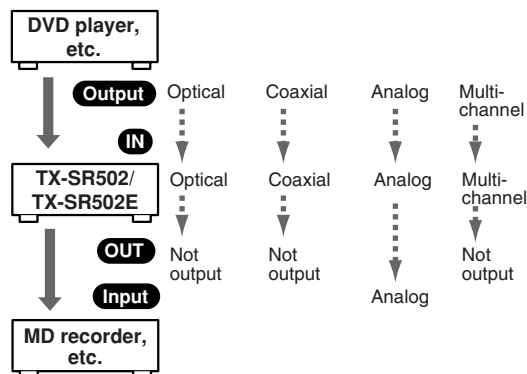 DVD player,
etc.
Output Optical Coaxial Analog Multi-
channel
IN
TX-SR502/
TX-SR502E
Optical Coaxial Analog Multi-
channel
OUT
Not
output
Not
output
Not
output
Input
Analog
MD recorder,
etc.